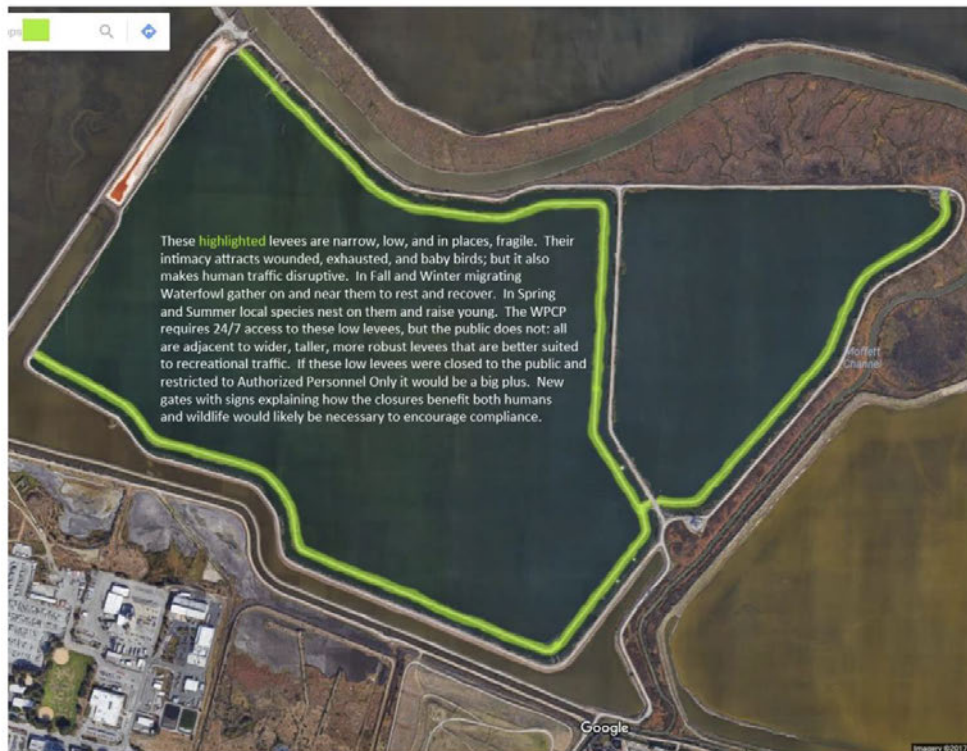 ps
These highlighted levees are narrow, low, and in places, fragile. Their
intimacy attracts wounded, exhausted, and baby birds; but it also
makes human traffic disruptive. In Fall and Winter migrating
Waterfowl gather on and near them to rest and recover. In Spring
and Summer local species nest on them and raise young. The WPCP
requires 24/7 access to these low levees, but the public does not: all
are adjacent to wider, taller, more robust levees that are better suited
to recreational traffic. If these low levees were closed to the public and
restricted to Authorized Personnel Only it would be a big plus. New
gates with signs explaining how the closures benefit both humans
and wildlife would likely be necessary to encourage compliance.
Moffett
Channel
Google